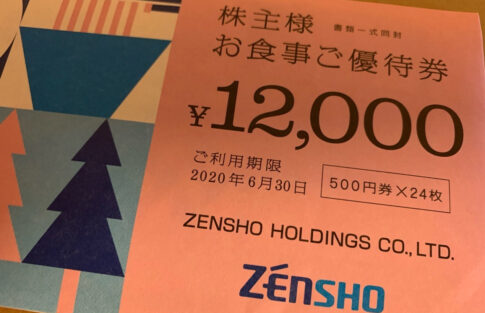 株主様 書類一式同封
お食事ご優待券
¥12,000
ご利用期限
2020年6月30日 500円券×24枚
ZENSHO HOLDINGS CO.,LTD.
ZénSHO